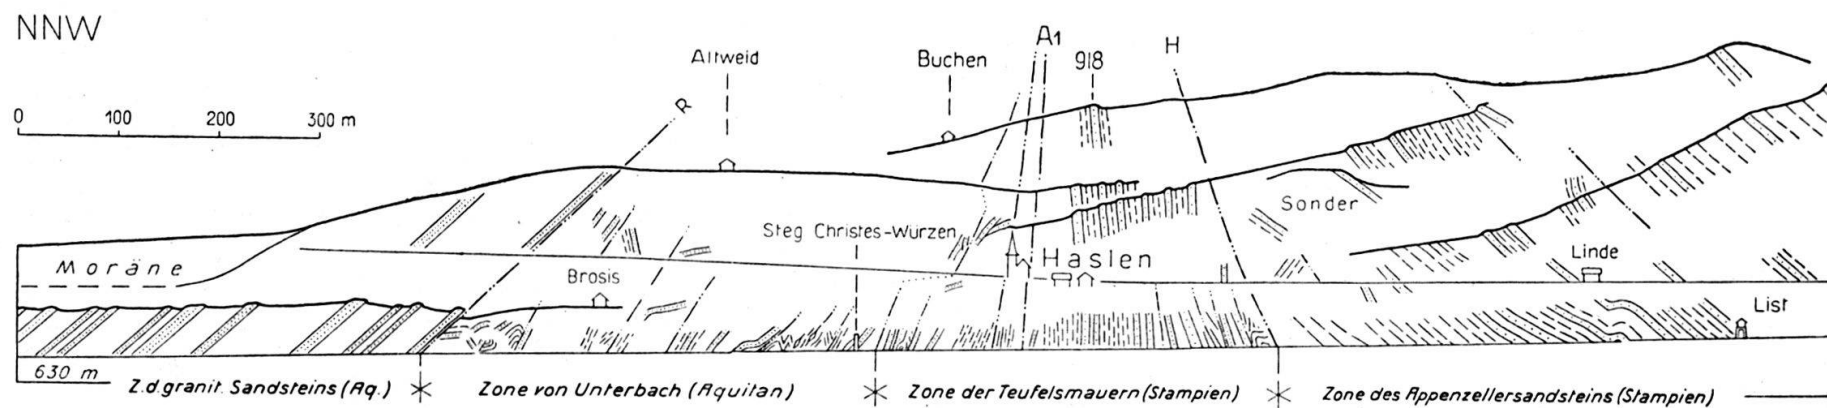 NNW
A1
H
Altweid
Buchen
918
R
0 100 200 300 m
Sonder
Steg Christes-Würzen
Moräne
Brosis
Haslen
Linde
List
630 m
Z.d.granit. Sandsteins (Aq.)
Zone von Unterbach (Aquitan)
Zone der Teufelsmauern (Stampien)
Zone des Appenzellersandsteins (Stampien)